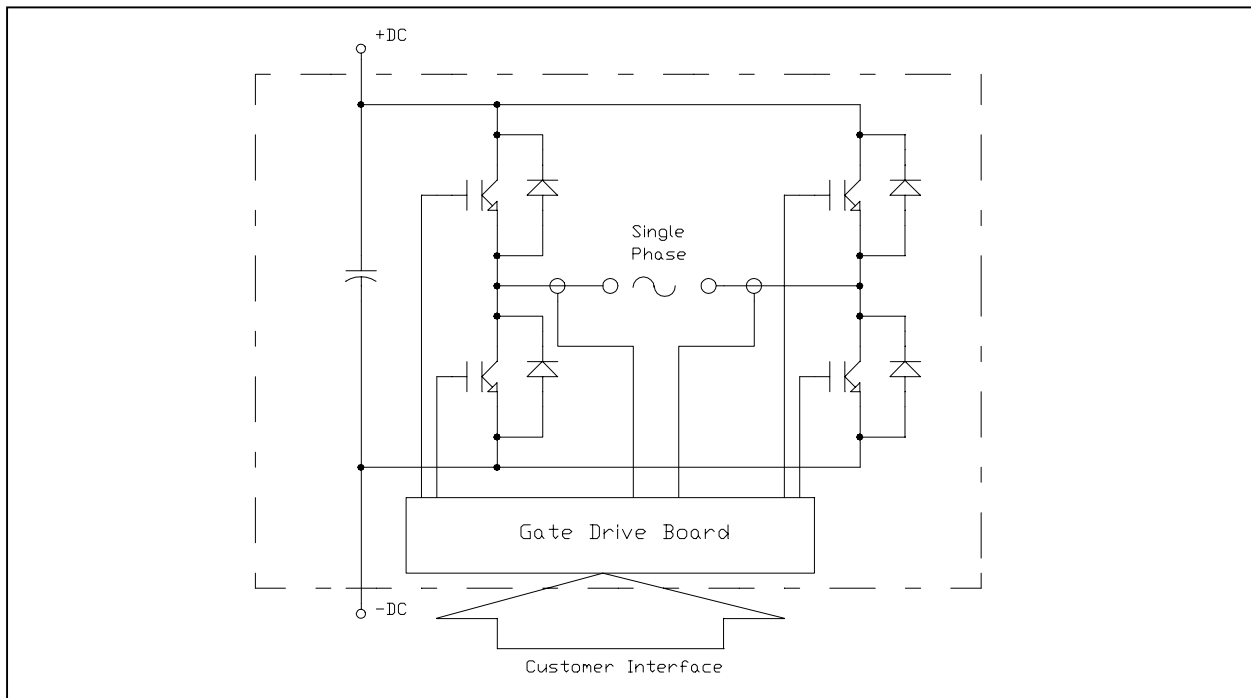 +DC
Single
Phase
Gate Drive Board
-DC
Customer Interface